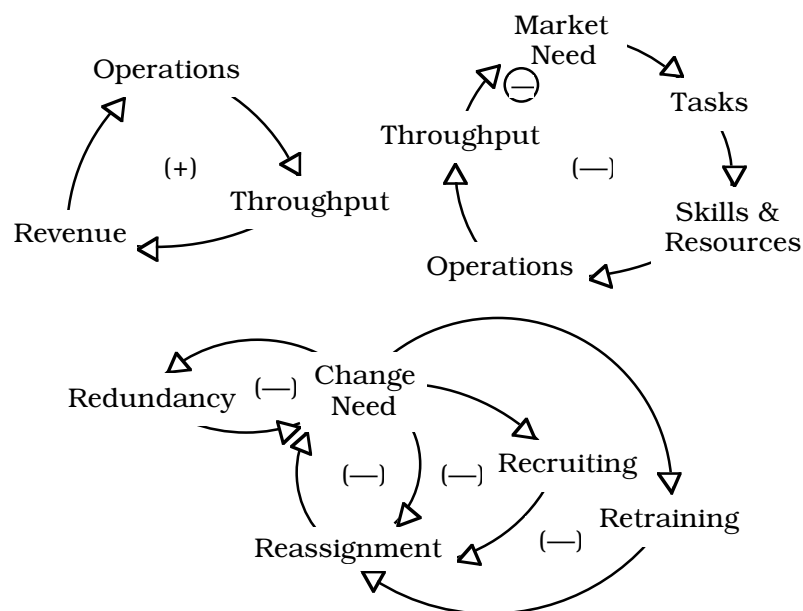 Operations
(+)
Throughput
Revenue
Market
Need
—
Tasks
Throughput
(—)
Skills &
Resources
Operations
Change
Need
Redundancy
(—)
(—)
(—)
Recruiting
Retraining
(—)
Reassignment